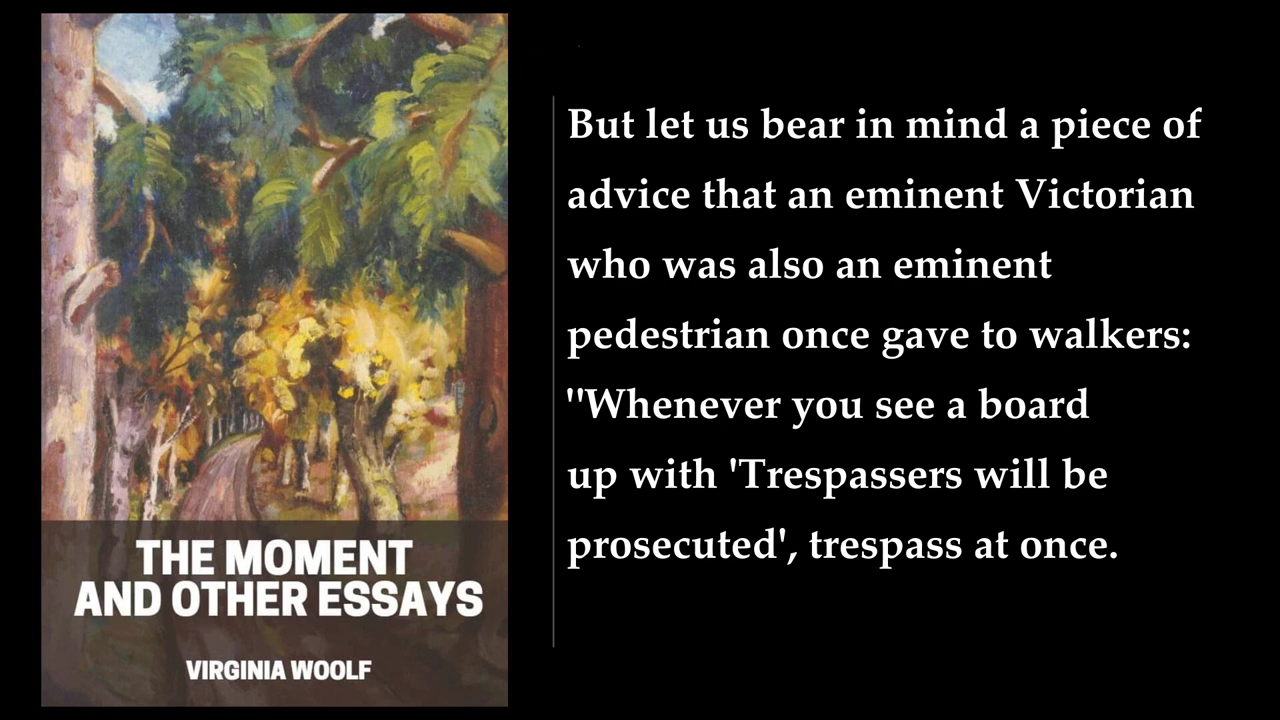 THE MOMENT
AND OTHER ESSAYS
VIRGINIA WOOLF
But let us bear in mind a piece of
advice that an eminent Victorian
who was also an eminent
pedestrian once gave to walkers:
"Whenever you see a board
up with 'Trespassers will be
prosecuted', trespass at once.